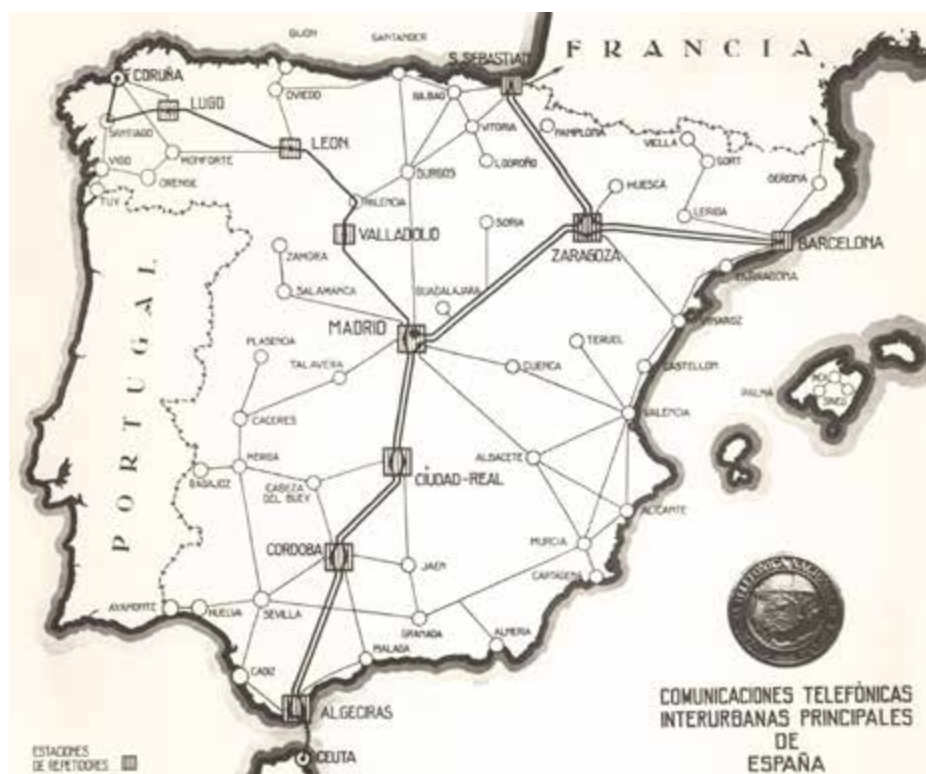 GIJON
SANTANDER
FRANCIA
S. SEBASTIAN
CORUÑA
OVIEDO
BILBAO
LUGO
SANTIAGO
VITORIA
PAMPLONA
VIELLA
LEON
MONFORTE
SORT
LOGROÑO
VIGO
BURGOS
ORENSE
HUESCA
GERONA
TUY
PALENCIA
LERIDA
SORIA
VALLADOLID
BARCELONA
ZAMORA
ZARAGOZA
TARRAGONA
SALAMANCA
GUADALAJARA
PORTUGAL
MADRID
VINAROZ
PLASENCIA
TERUEL
TALAVERA
CUENCA
CASTELLON
PALMA
SINEU
CACERES
VALENCIA
MERIDA
ALBACETE
BADAJOZ
CIUDAD-REAL
CABEZA
DEL BUEY
ALICANTE
CORDOBA
MURCIA
JAEN
CARTAGENA
AYAMONTE
HUELVA
SEVILLA
GRANADA
ALMERIA
MALAGA
CADIZ
ALGECIRAS
COMUNICACIONES TELEFÓNICAS
INTERURBANAS PRINCIPALES
DE
ESPAÑA
ESTACIONES
DE REPETIDORES
CEUTA